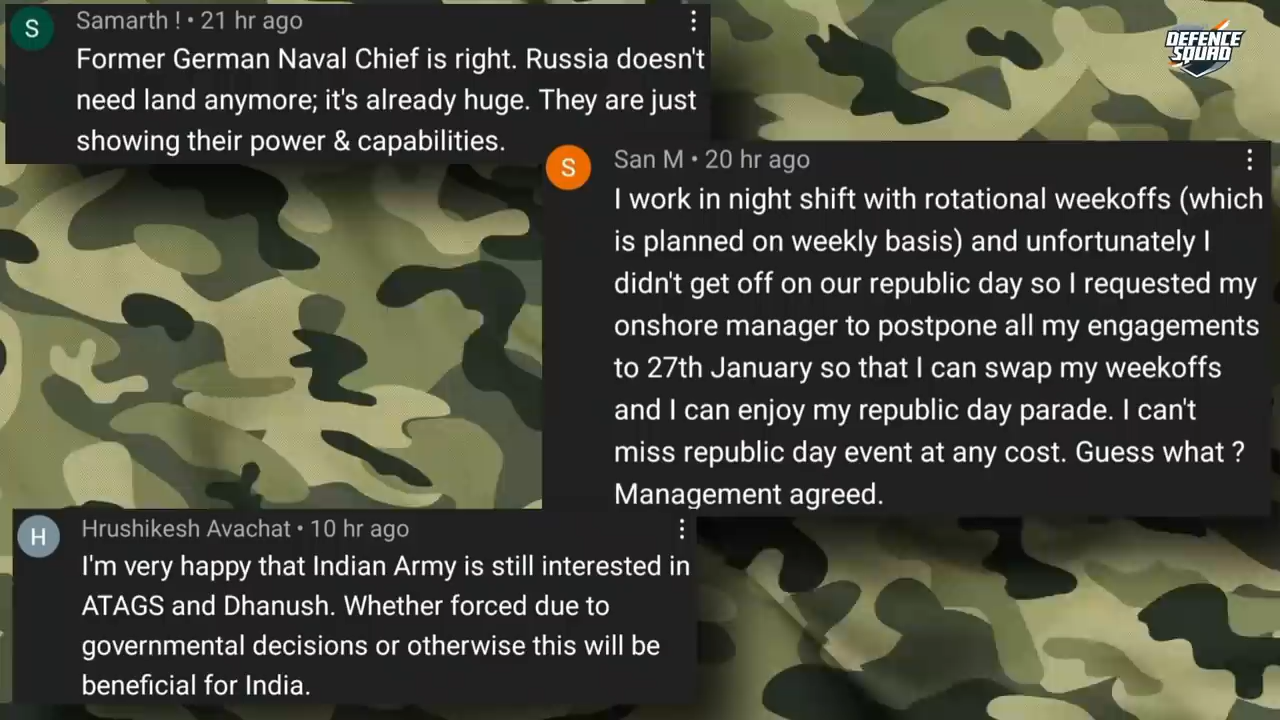 S
Samarth ! • 21 hr ago
Former German Naval Chief is right. Russia doesn't
need land anymore; it's already huge. They are just
showing their power & capabilities.
DEFENCE
SQUAD
S
San M • 20 hr ago
I work in night shift with rotational weekoffs (which
is planned on weekly basis) and unfortunately I
didn't get off on our republic day so I requested my
onshore manager to postpone all my engagements
to 27th January so that I can swap my weekoffs
and I can enjoy my republic day parade. I can't
miss republic day event at any cost. Guess what ?
Management agreed.
H
Hrushikesh Avachat • 10 hr ago
I'm very happy that Indian Army is still interested in
ATAGS and Dhanush. Whether forced due to
governmental decisions or otherwise this will be
beneficial for India.